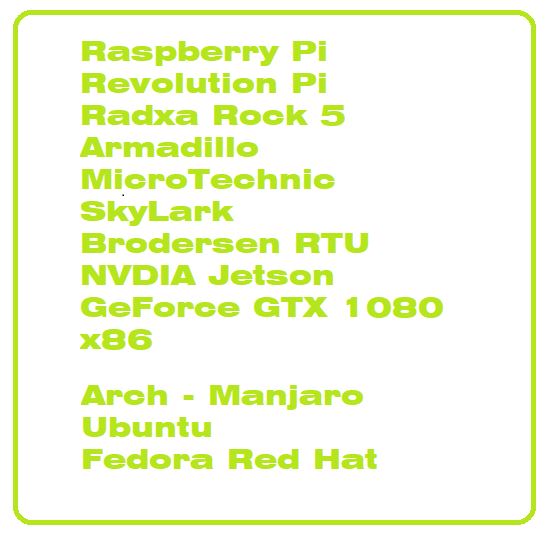 Raspberry Pi
Revolution Pi
Radxa Rock 5
Armadillo
MicroTechnic
SkyLark
Brodersen RTU
NVDIA Jetson
GeForce GTX 1080
x86
Arch - Manjaro
Ubuntu
Fedora Red Hat